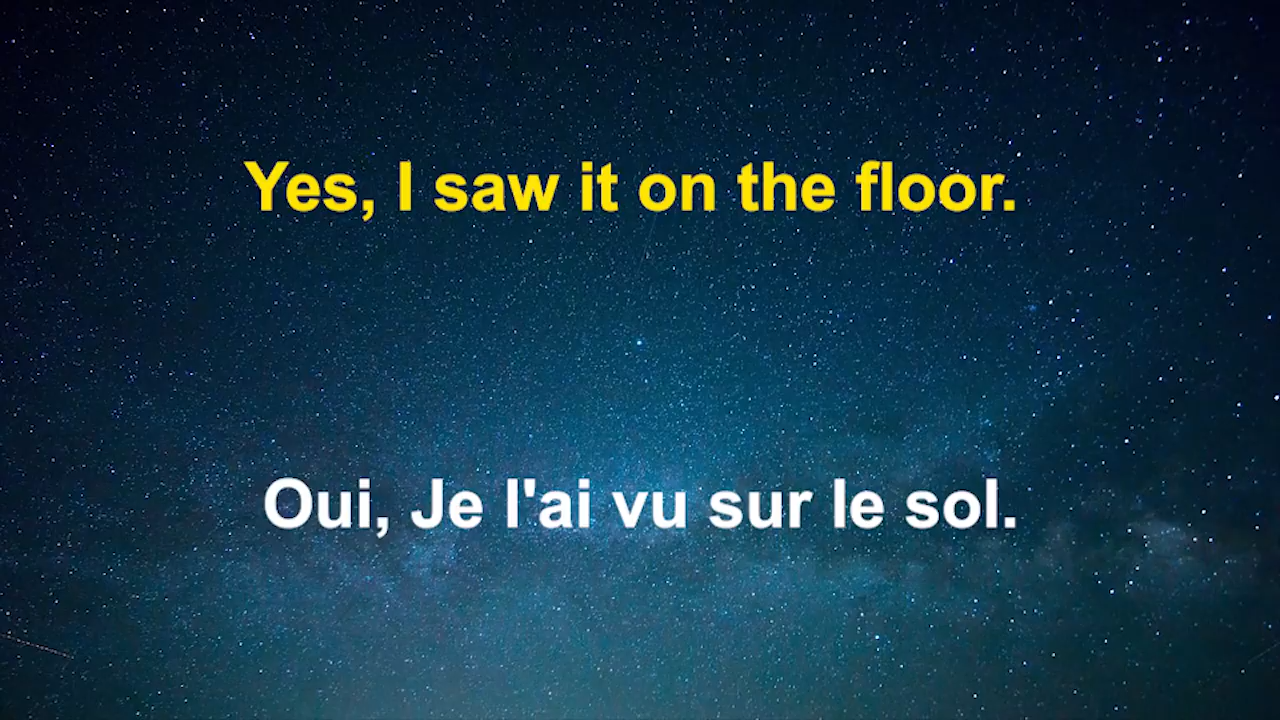 Yes, I saw it on the floor.
Oui, Je l'ai vu sur le sol.